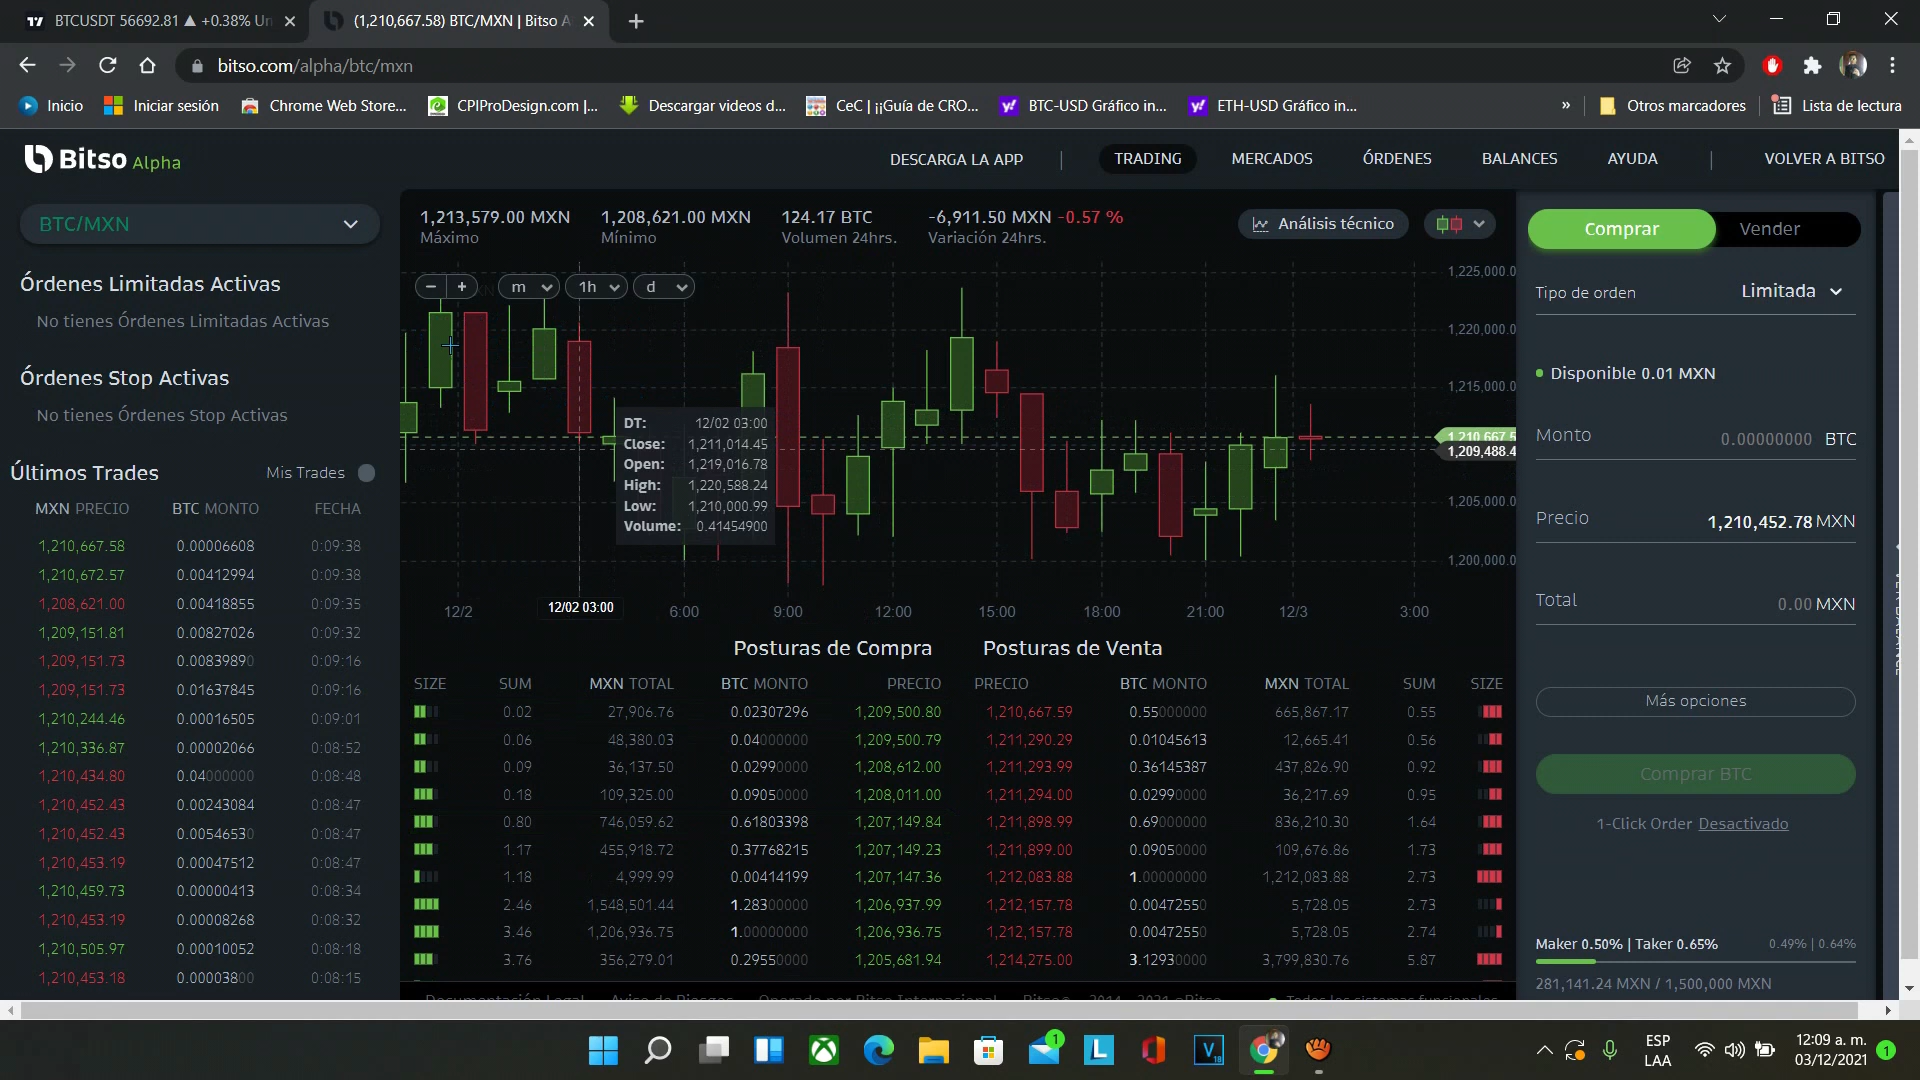 BTCUSDT 56692.81 ▲ +0.38% Un
(1,210,667.58) BTC/MXN | Bitso A
bitso.com/alpha/btc/mxn
Inicio
Iniciar sesión
Chrome Web Store...
CPIProDesign.com |...
Descargar videos d...
CeC | ¡¡Guía de CRO...
BTC-USD Gráfico in...
ETH-USD Gráfico in...
»
Otros marcadores
Lista de lectura
Bitso Alpha
DESCARGA LA APP
TRADING
MERCADOS
ÓRDENES
BALANCES
AYUDA
VOLVER A BITSO
BTC/MXN
Órdenes Limitadas Activas
No tienes Órdenes Limitadas Activas
Órdenes Stop Activas
No tienes Órdenes Stop Activas
Últimos Trades
Mis Trades
MXN PRECIO BTC MONTO FECHA
1,210,667.58 0.00006608 0:09:38
1,210,672.57 0.00412994 0:09:38
1,208,621.00 0.00418855 0:09:35
1,209,151.81 0.00827026 0:09:32
1,209,151.73 0.00839890 0:09:16
1,209,151.73 0.01637845 0:09:16
1,210,244.46 0.00016505 0:09:01
1,210,336.87 0.00002066 0:08:52
1,210,434.80 0.04000000 0:08:48
1,210,452.43 0.00243084 0:08:47
1,210,452.43 0.00546530 0:08:47
1,210,453.19 0.00047512 0:08:47
1,210,459.73 0.00000413 0:08:34
1,210,453.19 0.00008268 0:08:32
1,210,505.97 0.00010052 0:08:18
1,210,453.18 0.00003800 0:08:15
1,213,579.00 MXN
Máximo
1,208,621.00 MXN
Mínimo
124.17 BTC
Volumen 24hrs.
-6,911.50 MXN -0.57 %
Variación 24hrs.
Análisis técnico
− +
m
1h
d
1,225,000.0
1,220,000.0
1,215,000.0
1,210,667.5
1,209,488.4
1,205,000.0
1,200,000.0
DT: 12/02 03:00
Close: 1,211,014.45
Open: 1,219,016.78
High: 1,220,588.24
Low: 1,210,000.99
Volume: 0.41454900
12/2 12/02 03:00 6:00 9:00 12:00 15:00 18:00 21:00 12/3 3:00
Posturas de Compra Posturas de Venta
SIZE SUM MXN TOTAL BTC MONTO PRECIO PRECIO BTC MONTO MXN TOTAL SUM SIZE
0.02 27,906.76 0.02307296 1,209,500.80 1,210,667.59 0.55000000 665,867.17 0.55
0.06 48,380.03 0.04000000 1,209,500.79 1,211,290.29 0.01045613 12,665.41 0.56
0.09 36,137.50 0.02990000 1,208,612.00 1,211,293.99 0.36145387 437,826.90 0.92
0.18 109,325.00 0.09050000 1,208,011.00 1,211,294.00 0.02990000 36,217.69 0.95
0.80 746,059.62 0.61803398 1,207,149.84 1,211,898.99 0.69000000 836,210.30 1.64
1.17 455,918.72 0.37768215 1,207,149.23 1,211,899.00 0.09050000 109,676.86 1.73
1.18 4,999.99 0.00414199 1,207,147.36 1,212,083.88 1.00000000 1,212,083.88 2.73
2.46 1,548,501.44 1.28300000 1,206,937.99 1,212,157.78 0.00472550 5,728.05 2.73
3.46 1,206,936.75 1.00000000 1,206,936.75 1,212,157.78 0.00472550 5,728.05 2.74
3.76 356,279.01 0.29550000 1,205,681.94 1,214,275.00 3.12930000 3,799,830.76 5.87
Comprar
Vender
Tipo de orden Limitada
Disponible 0.01 MXN
Monto 0.00000000 BTC
Precio 1,210,452.78 MXN
Total 0.00 MXN
Más opciones
Comprar BTC
1-Click Order Desactivado
Maker 0.50% | Taker 0.65% 0.49% | 0.64%
281,141.24 MXN / 1,500,000 MXN
1
ESP
LAA
12:09 a. m.
03/12/2021
1